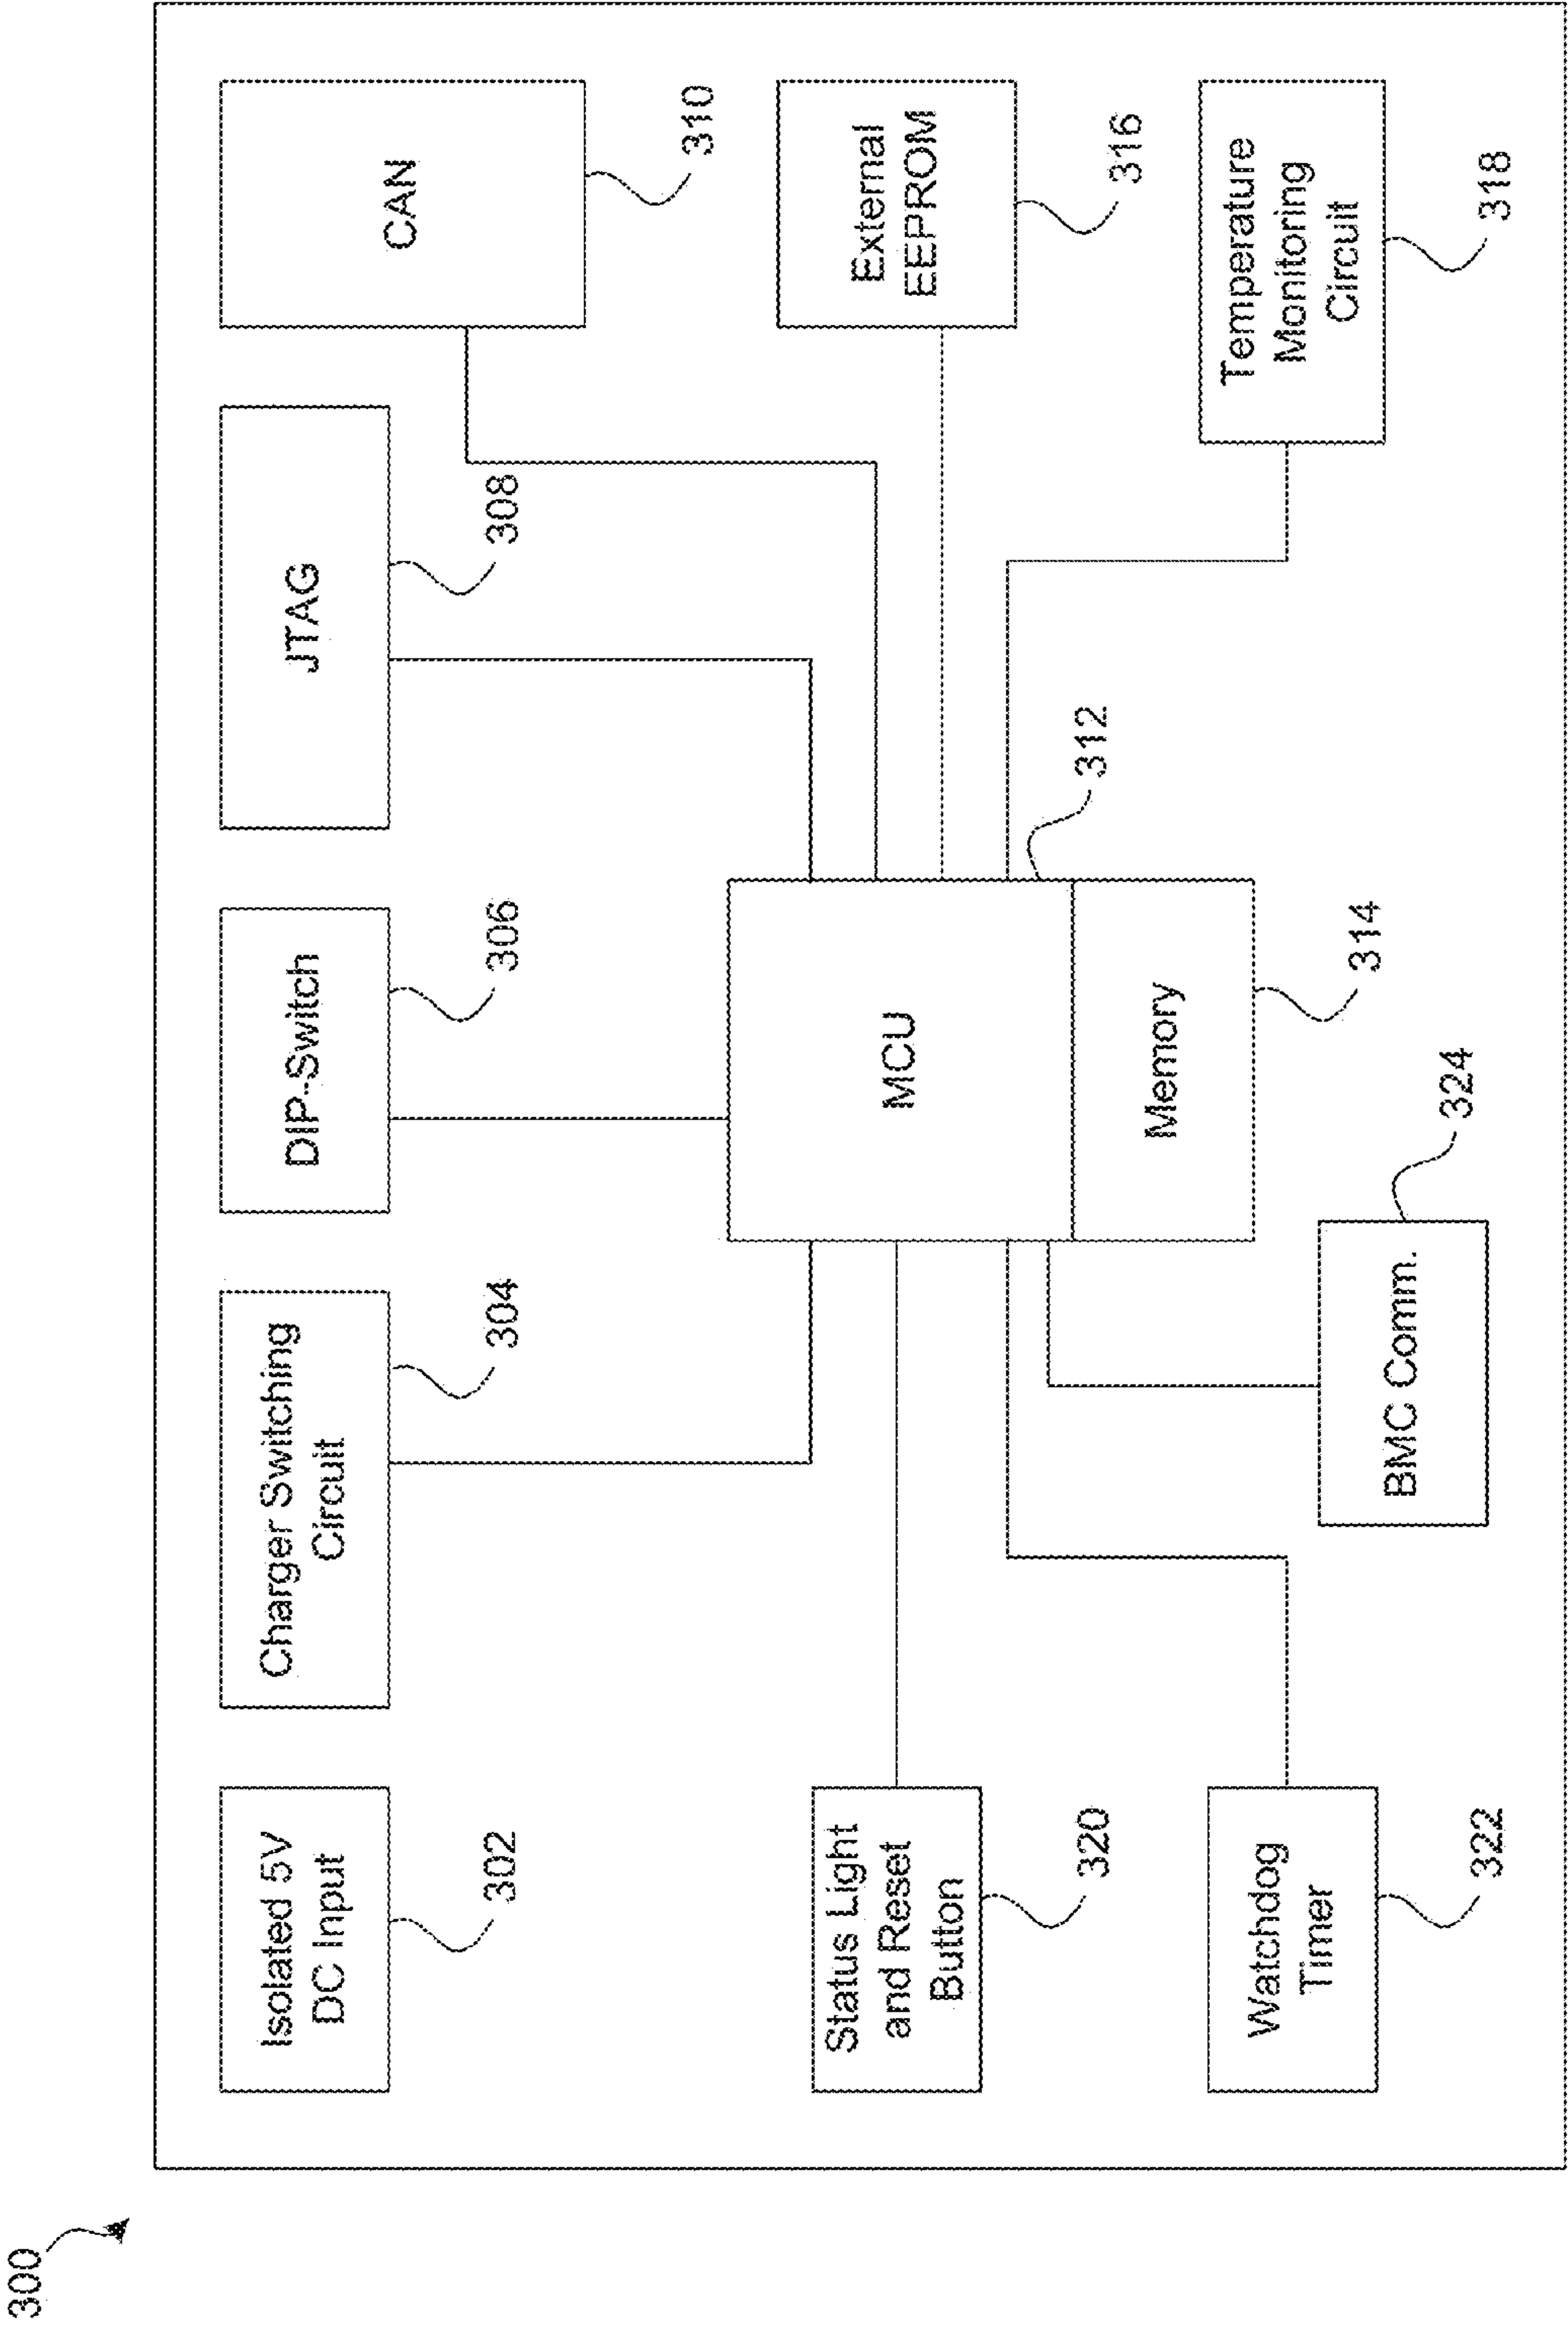 300
Isolated 5V
DC Input
302
Charger Switching
Circuit
304
DIP-Switch
306
JTAG
308
CAN
310
MCU
312
Memory
314
External
EEPROM
316
Temperature
Monitoring
Circuit
318
Status Light
and Reset
Button
320
Watchdog
Timer
322
BMC Comm.
324